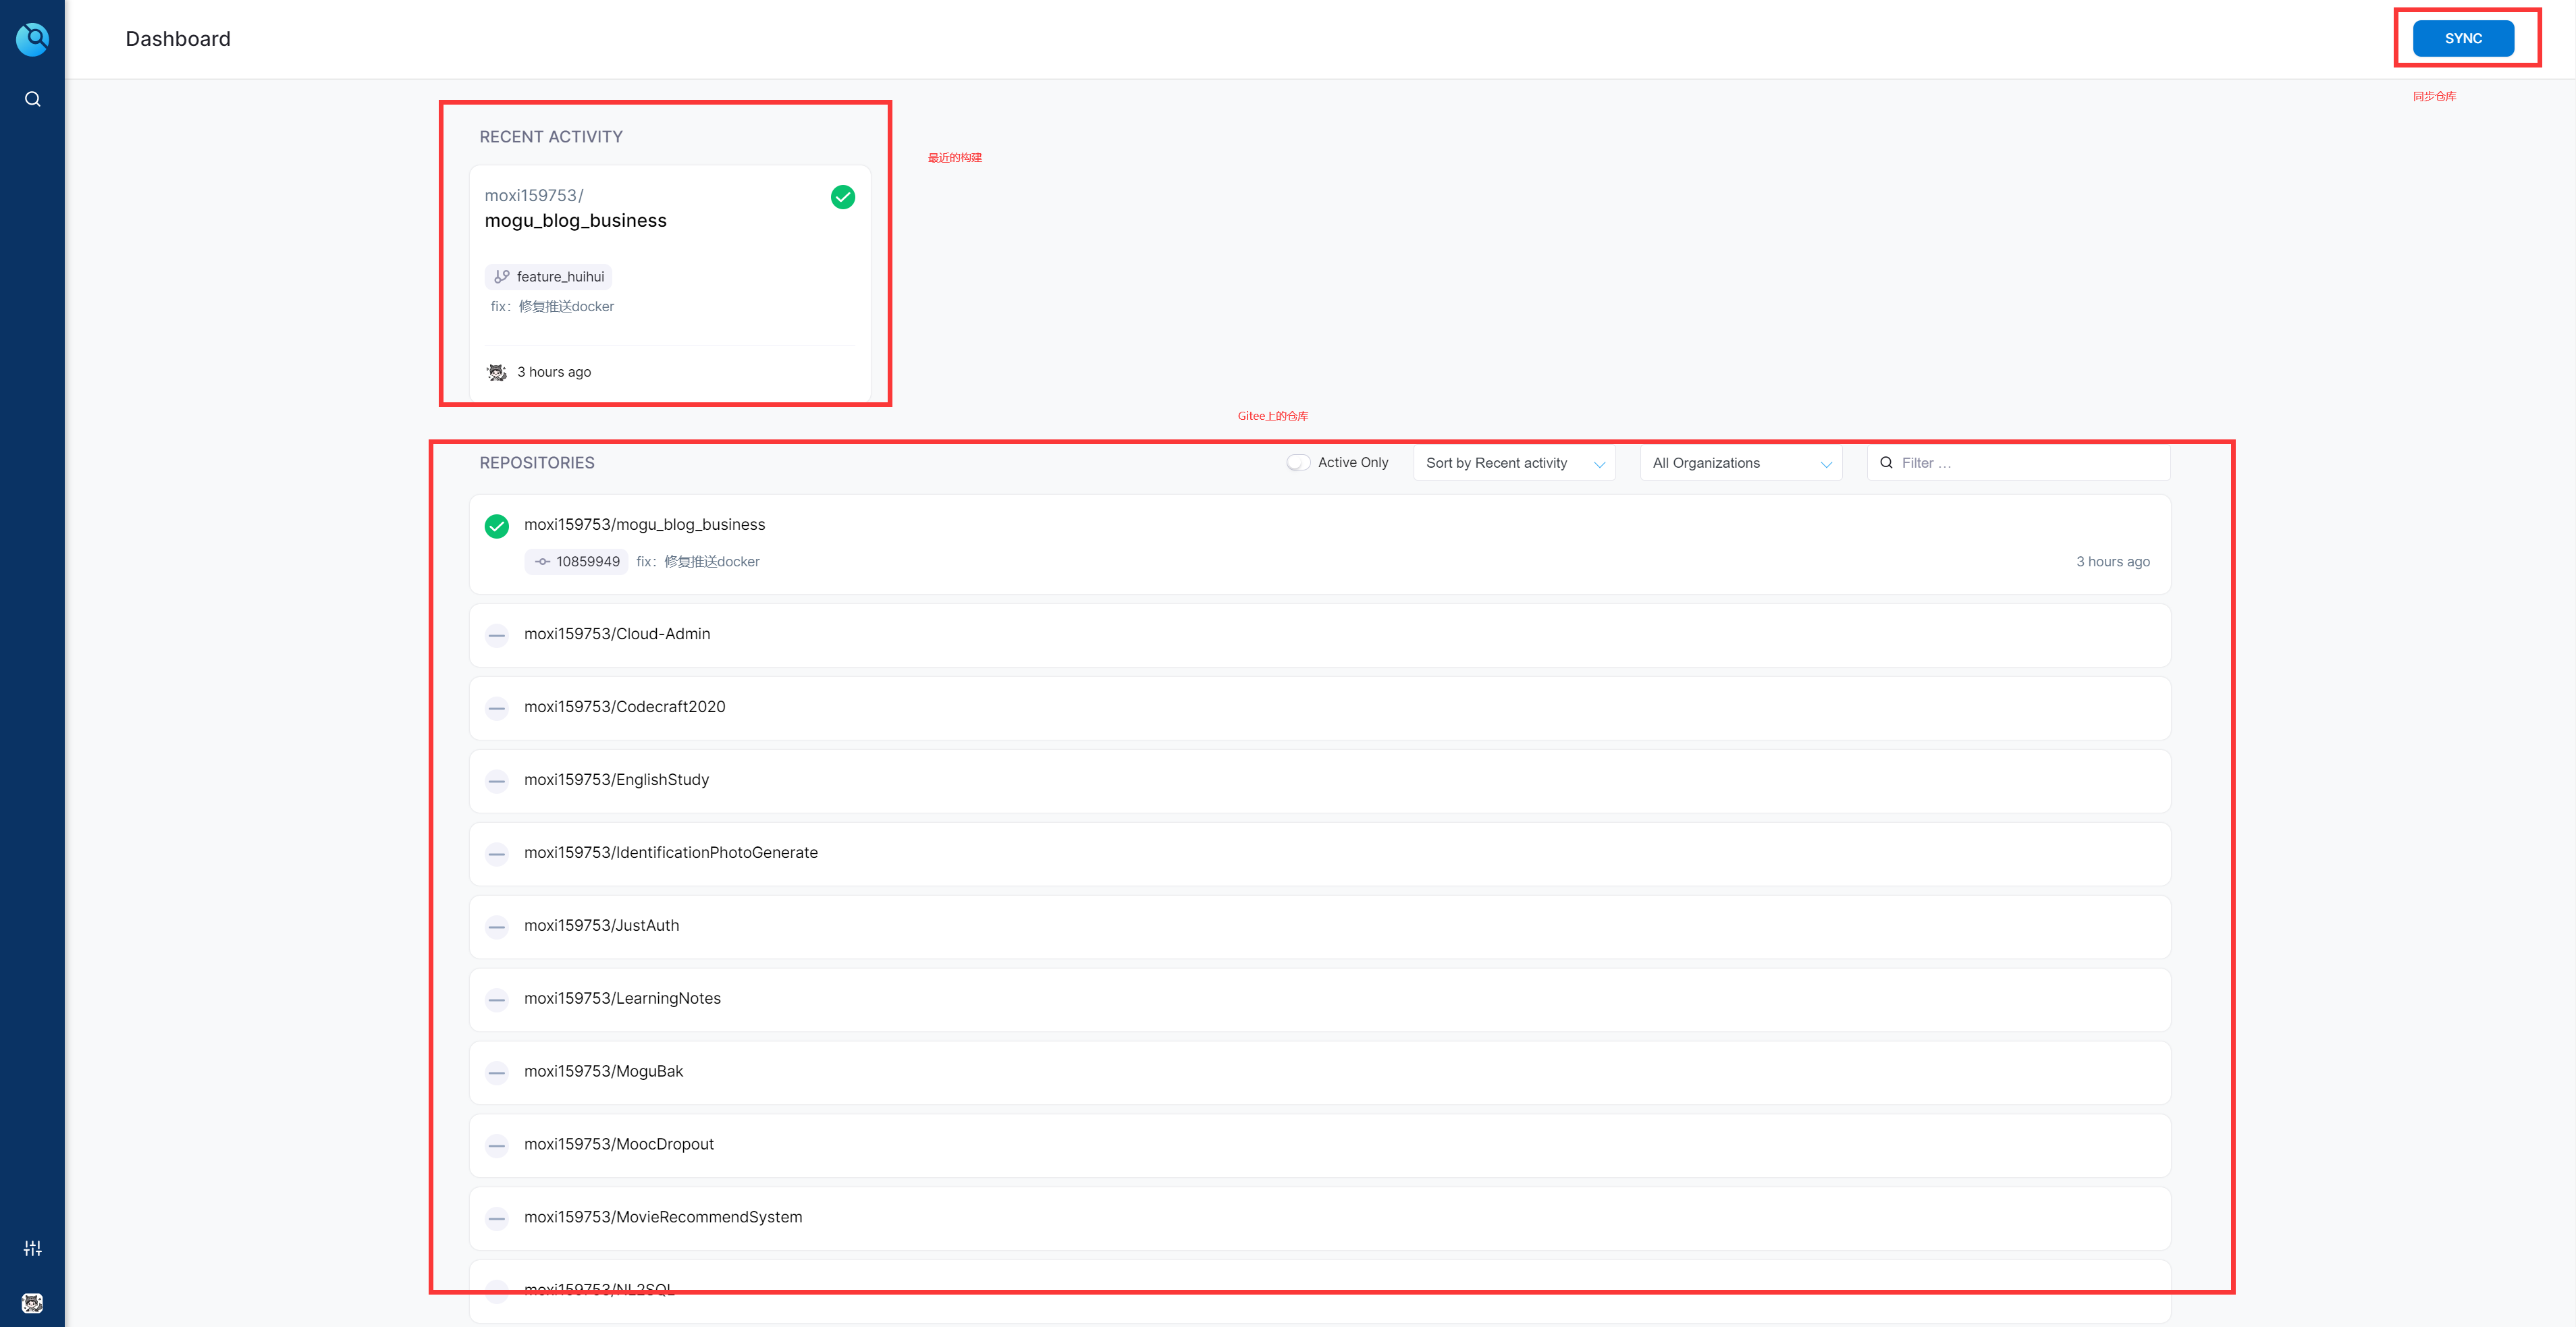 Dashboard
SYNC
同步仓库
RECENT ACTIVITY
最近的构建
moxi159753/
mogu_blog_business
feature_huihui
fix：修复推送docker
3 hours ago
Gitee上的仓库
REPOSITORIES
Active Only
Sort by Recent activity
All Organizations
Filter …
moxi159753/mogu_blog_business
10859949 fix：修复推送docker
3 hours ago
moxi159753/Cloud-Admin
moxi159753/Codecraft2020
moxi159753/EnglishStudy
moxi159753/IdentificationPhotoGenerate
moxi159753/JustAuth
moxi159753/LearningNotes
moxi159753/MoguBak
moxi159753/MoocDropout
moxi159753/MovieRecommendSystem
moxi159753/NL2SQL